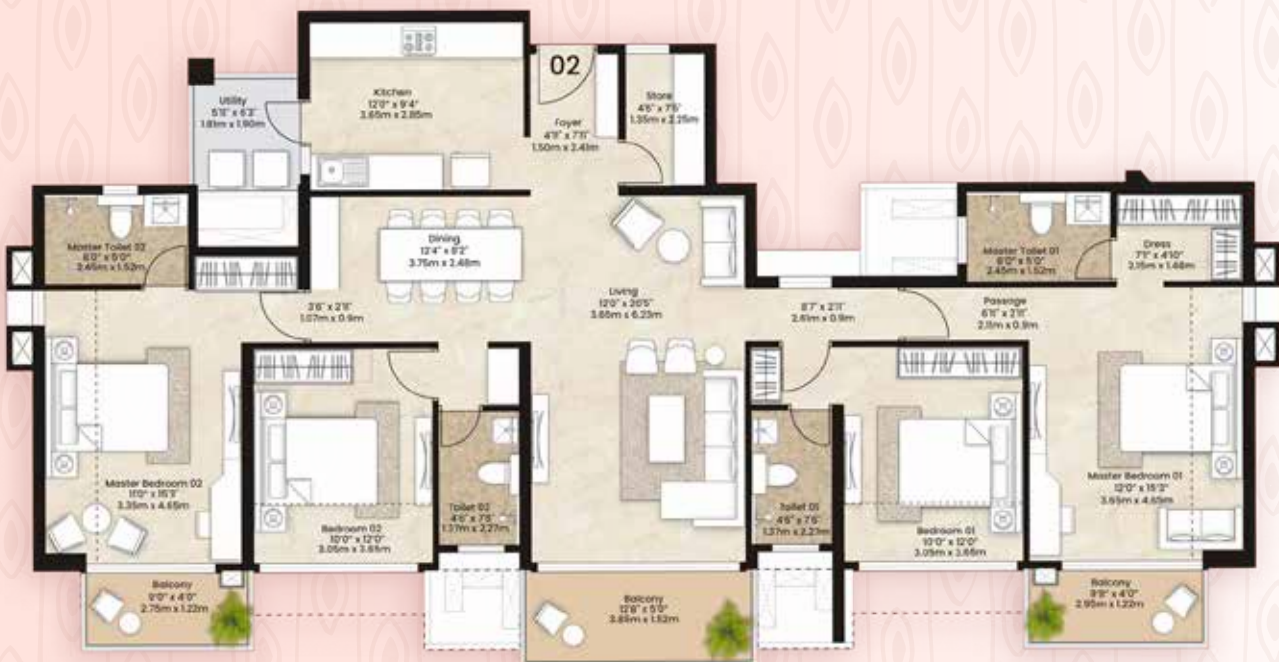 02
Kitchen
12'0" x 9'4"
3.65m x 2.85m
Utility
5'11" x 6'3"
1.81m x 1.90m
Foyer
4'11" x 7'11"
1.50m x 2.41m
Store
4'6" x 7'5"
1.35m x 2.25m
Master Toilet 02
8'0" x 5'0"
2.45m x 1.52m
Dining
12'4" x 8'2"
3.75m x 2.48m
Living
12'0" x 20'5"
3.65m x 6.23m
Master Toilet 01
8'0" x 5'0"
2.45m x 1.52m
Dress
7'1" x 4'10"
2.15m x 1.48m
3'6" x 2'11"
1.07m x 0.9m
8'7" x 2'11"
2.61m x 0.9m
Passage
6'11" x 2'11"
2.11m x 0.9m
Master Bedroom 02
11'0" x 15'3"
3.35m x 4.65m
Bedroom 02
10'0" x 12'0"
3.05m x 3.65m
Toilet 02
4'6" x 7'5"
1.37m x 2.27m
Toilet 01
4'6" x 7'5"
1.37m x 2.27m
Bedroom 01
10'0" x 12'0"
3.05m x 3.65m
Master Bedroom 01
12'0" x 15'3"
3.65m x 4.65m
Balcony
9'0" x 4'0"
2.75m x 1.22m
Balcony
12'8" x 5'0"
3.85m x 1.52m
Balcony
9'8" x 4'0"
2.95m x 1.22m